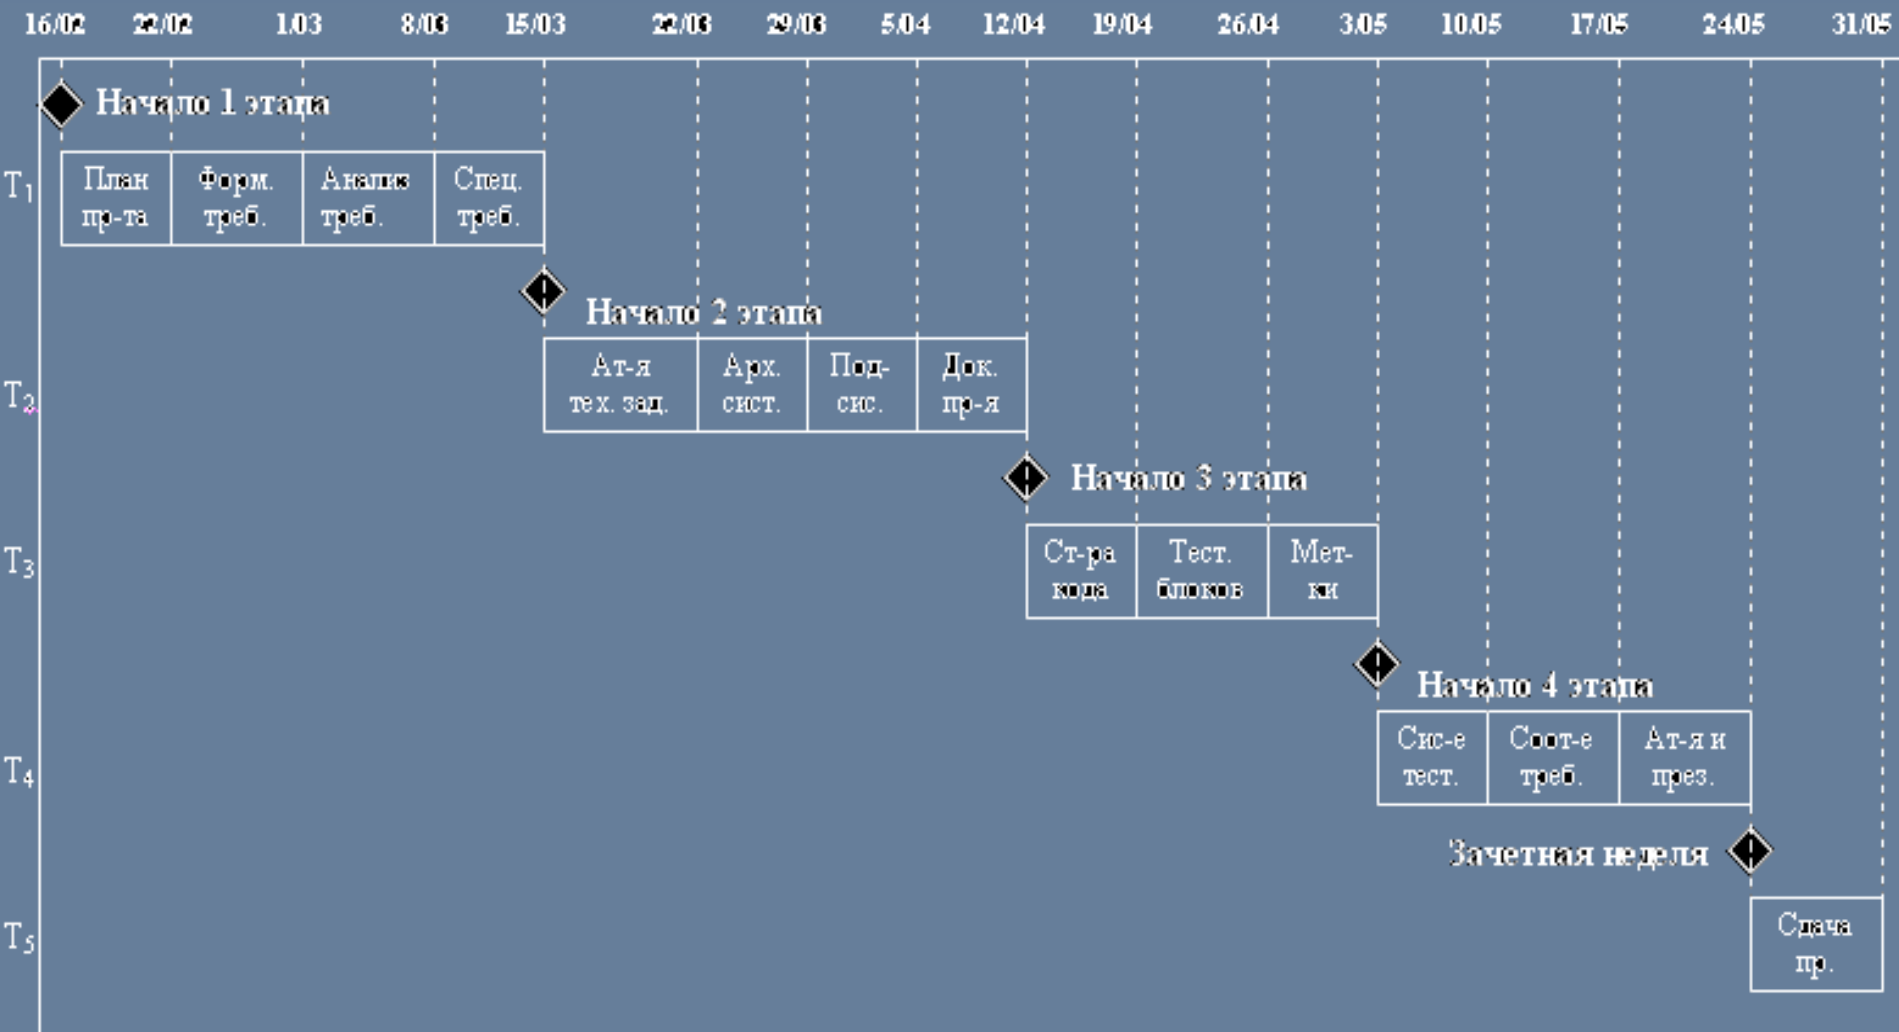 16/02 22/02 1.03 8/03 15/03 22/03 29/03 5.04 12/04 19/04 26.04 3.05 10.05 17/05 24.05 31/05
Начало 1 этапа
T1
План
пр-та
Форм.
треб.
Анализ
треб.
Спец.
треб.
Начало 2 этапа
T2
Ат-я
тех. зад.
Арх.
сист.
Под-
сис.
Док.
пр-я
Начало 3 этапа
T3
Ст-ра
кода
Тест.
блоков
Мет-
ки
Начало 4 этапа
T4
Сис-е
тест.
Соот-е
треб.
Ат-я и
през.
Зачетная неделя
T5
Сдача
пр.